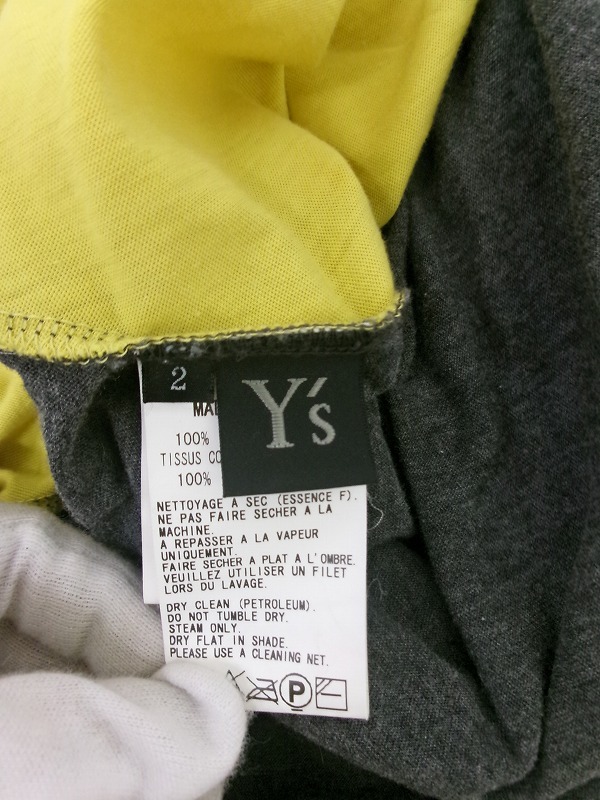 2
Y's
100%
TISSUS
100%
NETTOYAGE A SEC (ESSENCE F).
NE PAS FAIRE SECHER A LA
MACHINE.
A REPASSER A LA VAPEUR
UNIQUEMENT.
FAIRE SECHER A PLAT A L'OMBRE.
VEUILLEZ UTILISER UN FILET
LORS DU LAVAGE.
DRY CLEAN (PETROLEUM).
DO NOT TUMBLE DRY.
STEAM ONLY.
DRY FLAT IN SHADE.
PLEASE USE A CLEANING NET.
P